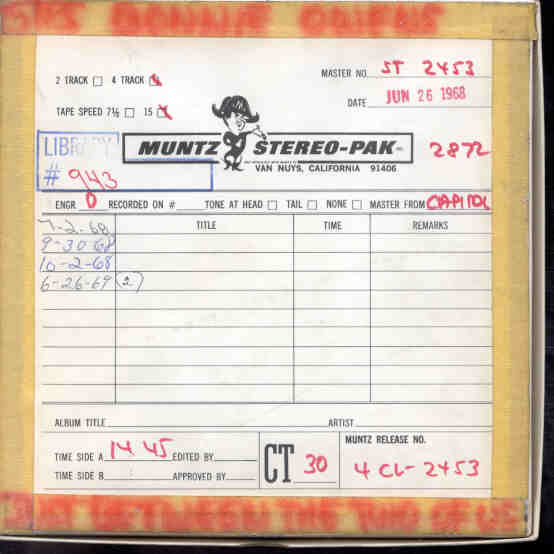 BONNIE OWENS
2 TRACK 4 TRACK
MASTER NO. ST 2453
DATE JUN 26 1968
TAPE SPEED 7½ 15
LIBRARY
# 943
MUNTZ STEREO-PAK INC.
VAN NUYS, CALIFORNIA 91406
2872
ENGR O RECORDED ON # TONE AT HEAD TAIL NONE MASTER FROM CAPITOL
TITLE TIME REMARKS
7-2-68
9-30-68
10-2-68
6-26-69 2
ALBUM TITLE ARTIST
TIME SIDE A 14 45 EDITED BY
TIME SIDE B APPROVED BY
CT 30
MUNTZ RELEASE NO.
4 CL-2453
JUST BETWEEN THE TWO OF US